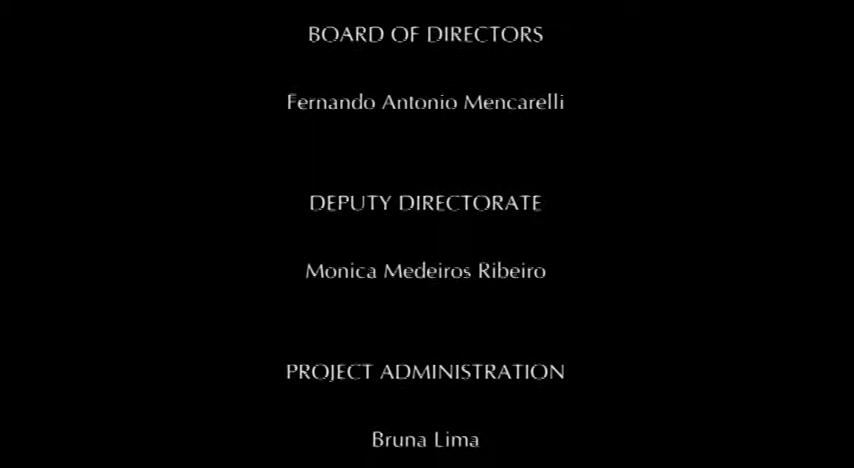 BOARD OF DIRECTORS
Fernando Antonio Mencarelli
DEPUTY DIRECTORATE
Monica Medeiros Ribeiro
PROJECT ADMINISTRATION
Bruna Lima